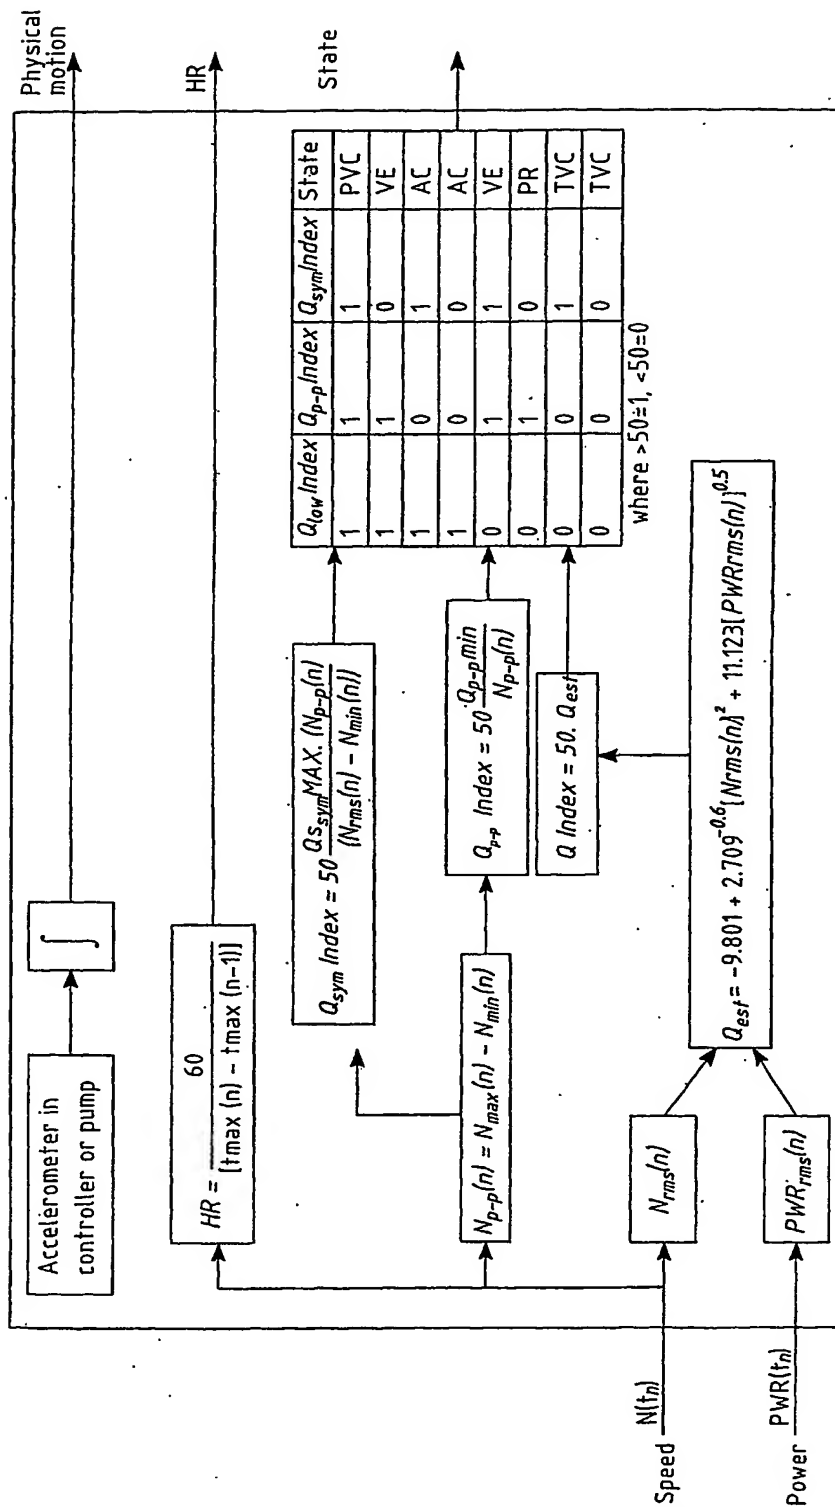 Accelerometer in
controller or pump
∫
Physical
motion
HR = 60 / [tmax (n) - tmax (n-1)]
HR
Q_sym Index = 50 Qs_symMAX. (N_p-p(n) / (N_rms(n) - N_min(n))
N_p-p(n) = N_max(n) - N_min(n)
Q_p-p Index = 50 Q_p-p min / N_p-p(n)
Q Index = 50. Q_est
N_rms(n)
PWR_rms(n)
Q_est = -9.801 + 2.709^-0.6 [Nrms(n)]^2 + 11.123[PWRrms(n)]^0.5
Speed N(t_n)
Power PWR(t_n)
State
Q_low Index Q_p-p Index Q_sym Index State
1 1 1 PVC
1 1 0 VE
1 0 1 AC
1 0 0 AC
0 1 1 VE
0 1 0 PR
0 0 1 TVC
0 0 0 TVC
where >50±1, <50±0